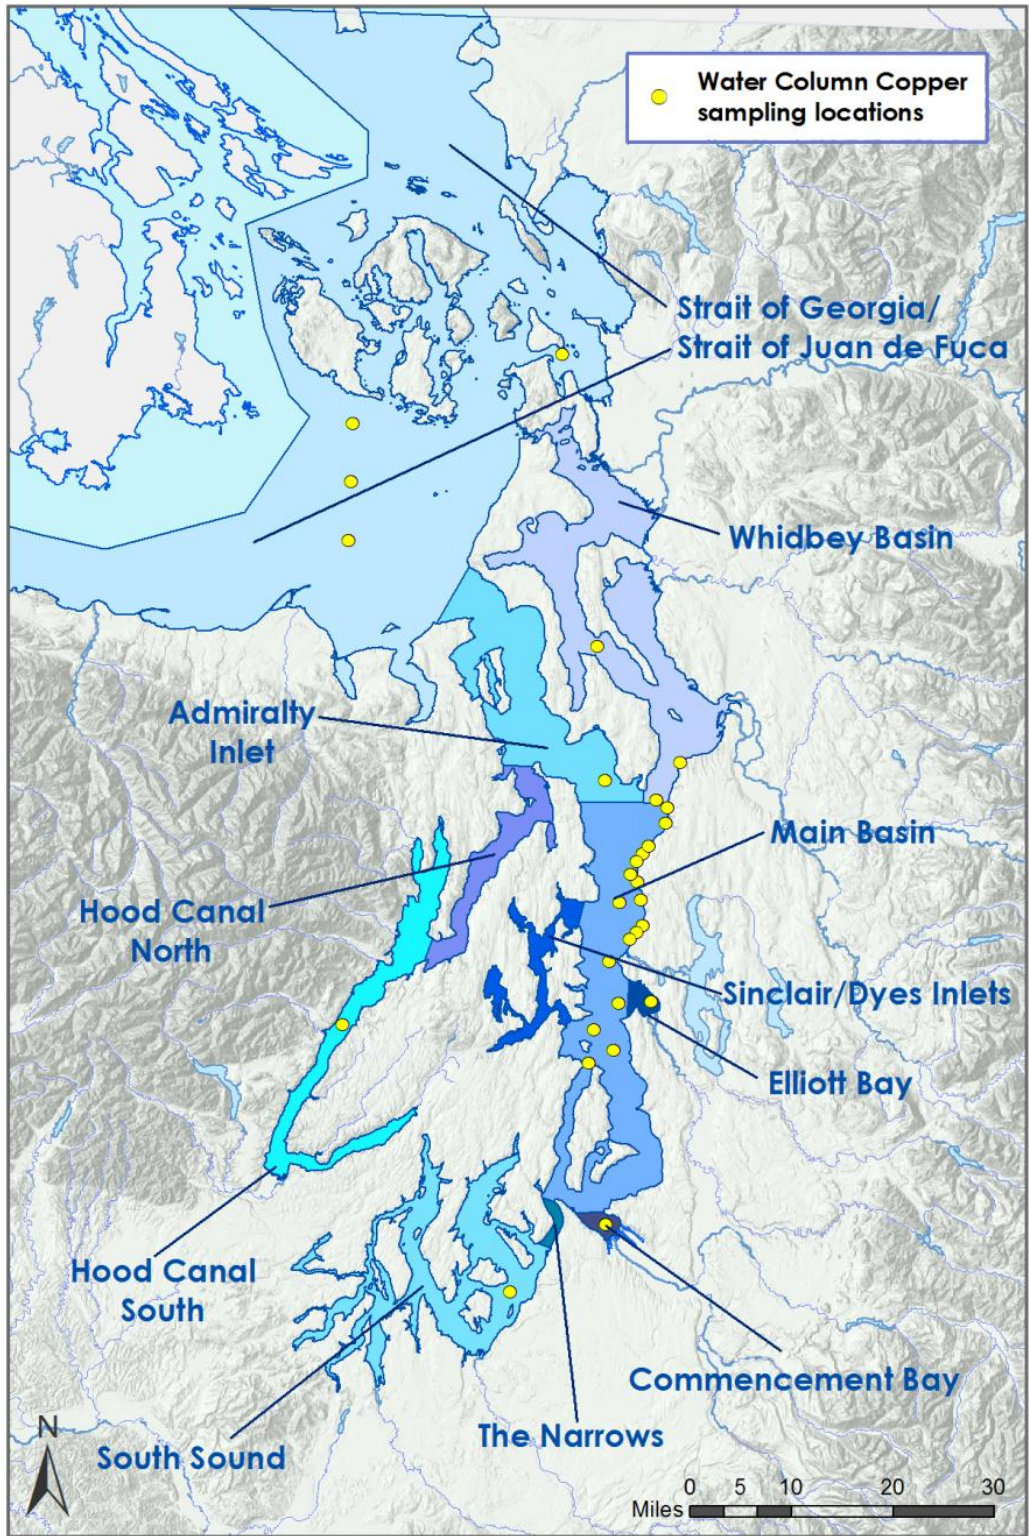 Water Column Copper
sampling locations
Strait of Georgia/
Strait of Juan de Fuca
Whidbey Basin
Admiralty
Inlet
Main Basin
Hood Canal
North
Sinclair/Dyes Inlets
Elliott Bay
Hood Canal
South
Commencement Bay
The Narrows
South Sound
N
0 5 10 20 30
Miles